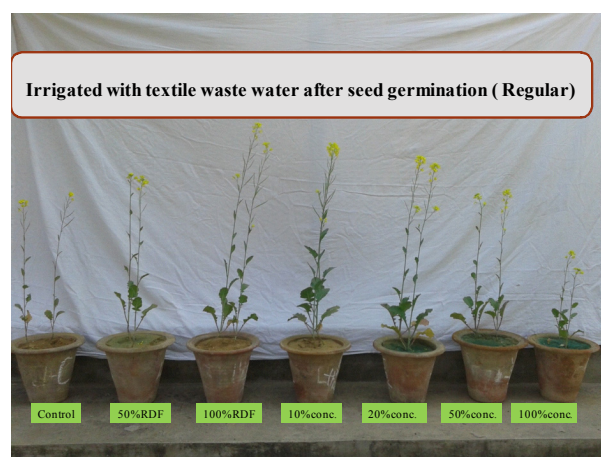 Irrigated with textile waste water after seed germination ( Regular)
Control 50%RDF 100%RDF 10%conc. 20%conc. 50%conc. 100%conc.